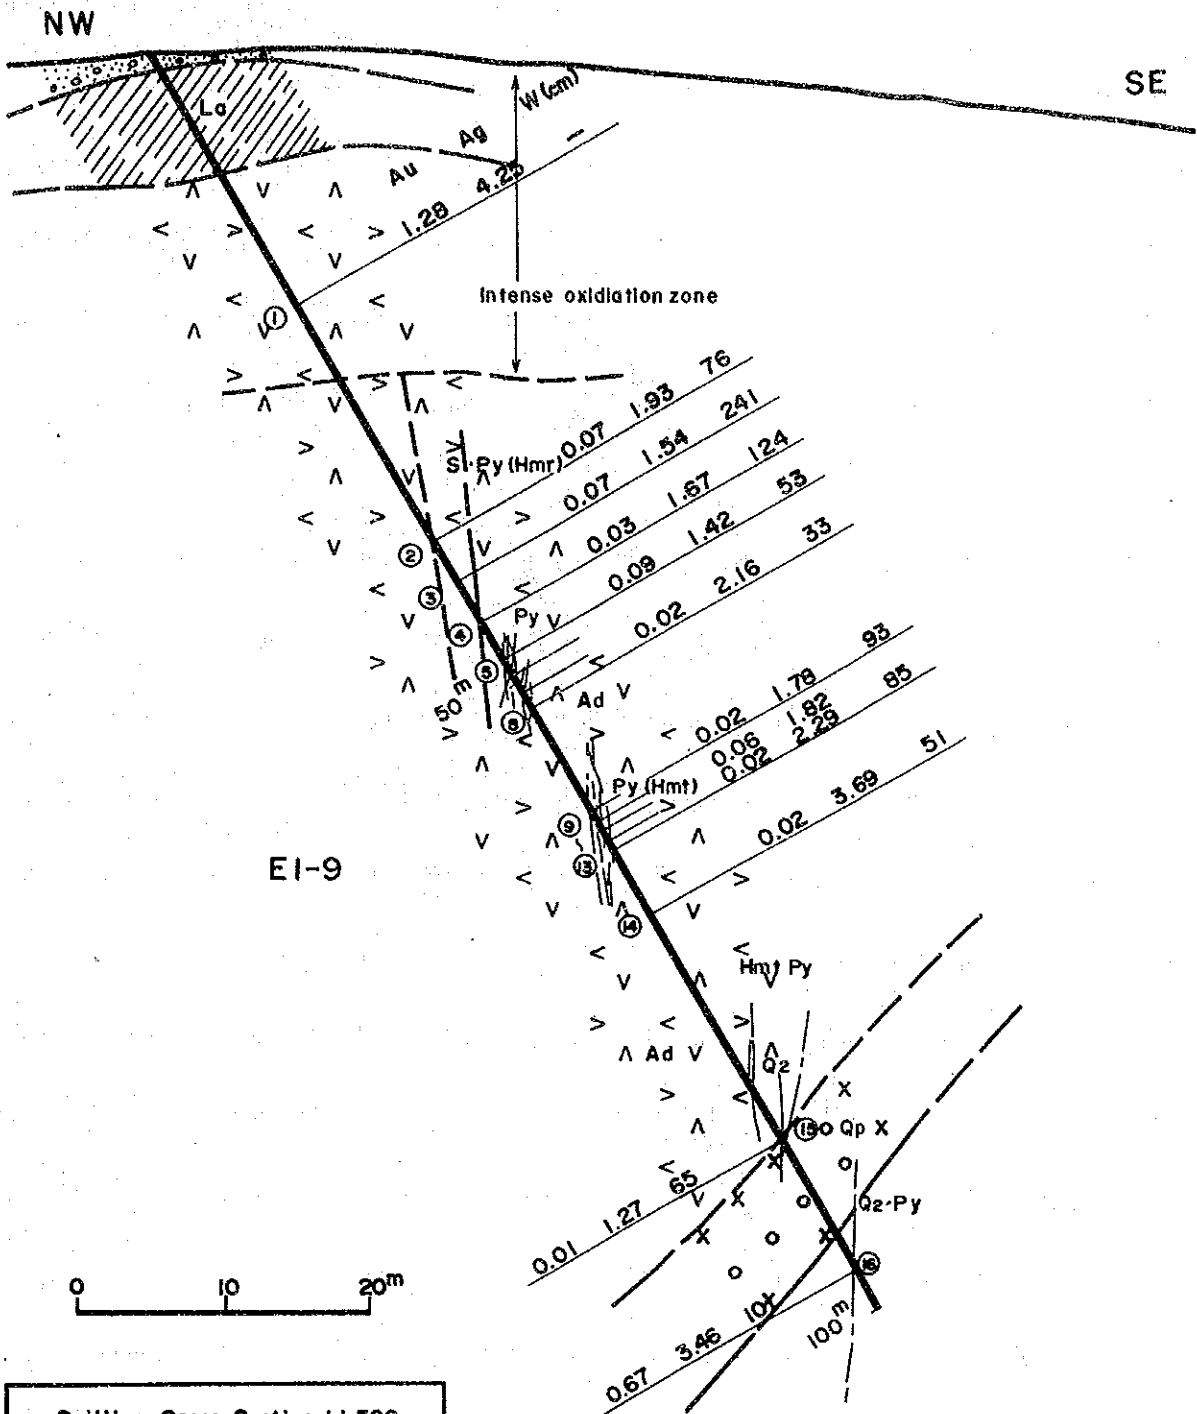 NW
SE
La
W (cm)
Ag
Au
1.28 4.25 —
Intense oxidiation zone
①
0.07 1.93 76
Si·Py (Hmr)
0.07 1.54 241
0.03 1.67 124
0.09 1.42 53
0.02 2.16 33
②
③
④
⑤
Py
50m
⑧
Ad
0.02 1.78 93
0.06 1.82
0.02 2.29 85
Py (Hmt)
0.02 3.69 51
⑨
⑬
⑭
E1-9
Hmt Py
Ad
Q2
⑮ Qp
0.01 1.27 65
Q2·Py
⑯
0 10 20m
100m
0.67 3.46